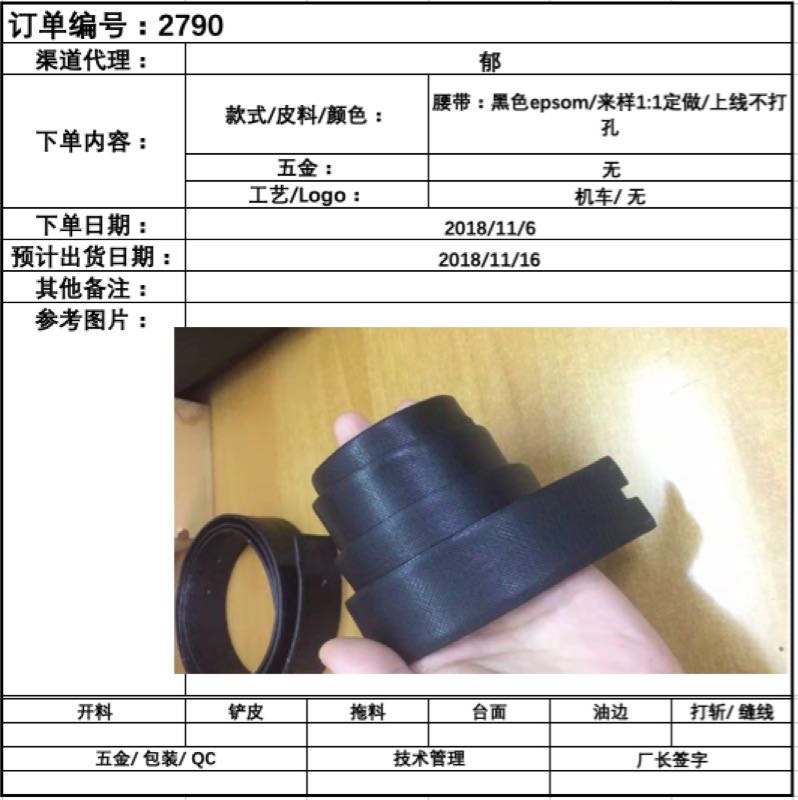 订单编号：2790
渠道代理：
郁
下单内容：
款式/皮料/颜色：
腰带：黑色epsom/来样1:1定做/上线不打
孔
五金：
无
工艺/Logo：
机车/ 无
下单日期：
2018/11/6
预计出货日期：
2018/11/16
其他备注：
参考图片：
开料
铲皮
拖料
台面
油边
打斩/ 缝线
五金/ 包装/ QC
技术管理
厂长签字